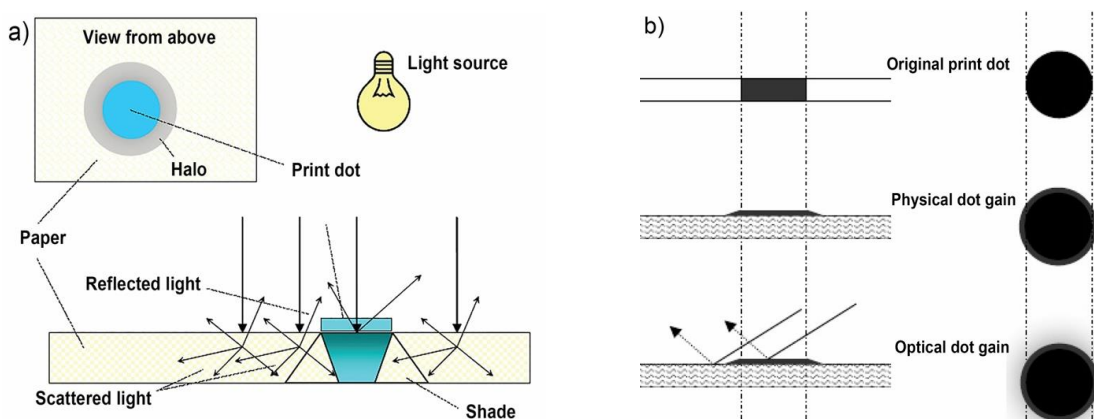 a)
View from above
Halo
Print dot
Light source
Paper
Reflected light
Scattered light
Shade
b)
Original print dot
Physical dot gain
Optical dot gain